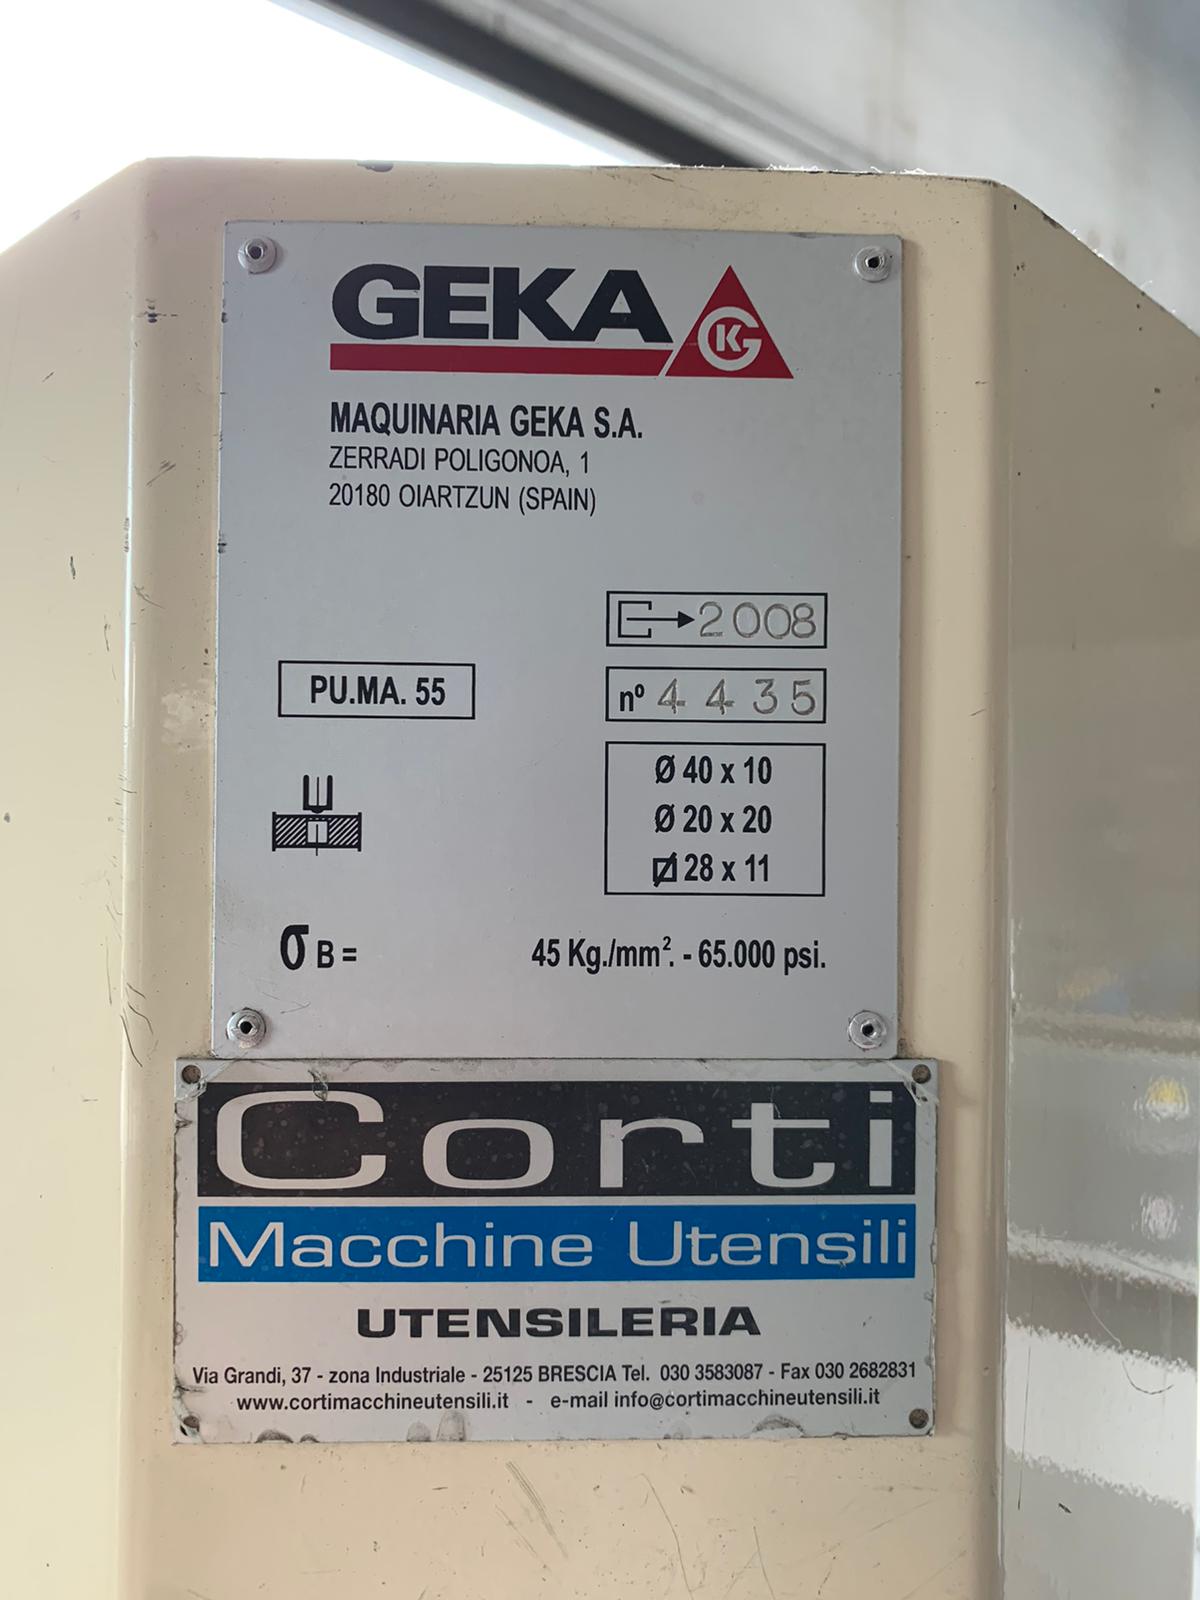 GEKA
KG
MAQUINARIA GEKA S.A.
ZERRADI POLIGONOA, 1
20180 OIARTZUN (SPAIN)
2008
PU.MA. 55
nº 4435
Ø 40 x 10
Ø 20 x 20
28 x 11
σ B = 45 Kg./mm². - 65.000 psi.
Corti
Macchine Utensili
UTENSILERIA
Via Grandi, 37 - zona Industriale - 25125 BRESCIA Tel. 030 3583087 - Fax 030 2682831
www.cortimacchineutensili.it - e-mail info@cortimacchineutensili.it